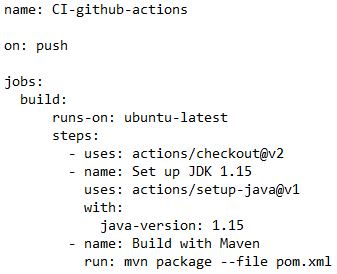 name: CI-github-actions

on: push

jobs:
  build:
      runs-on: ubuntu-latest
      steps:
        - uses: actions/checkout@v2
        - name: Set up JDK 1.15
          uses: actions/setup-java@v1
          with:
            java-version: 1.15
        - name: Build with Maven
          run: mvn package --file pom.xml